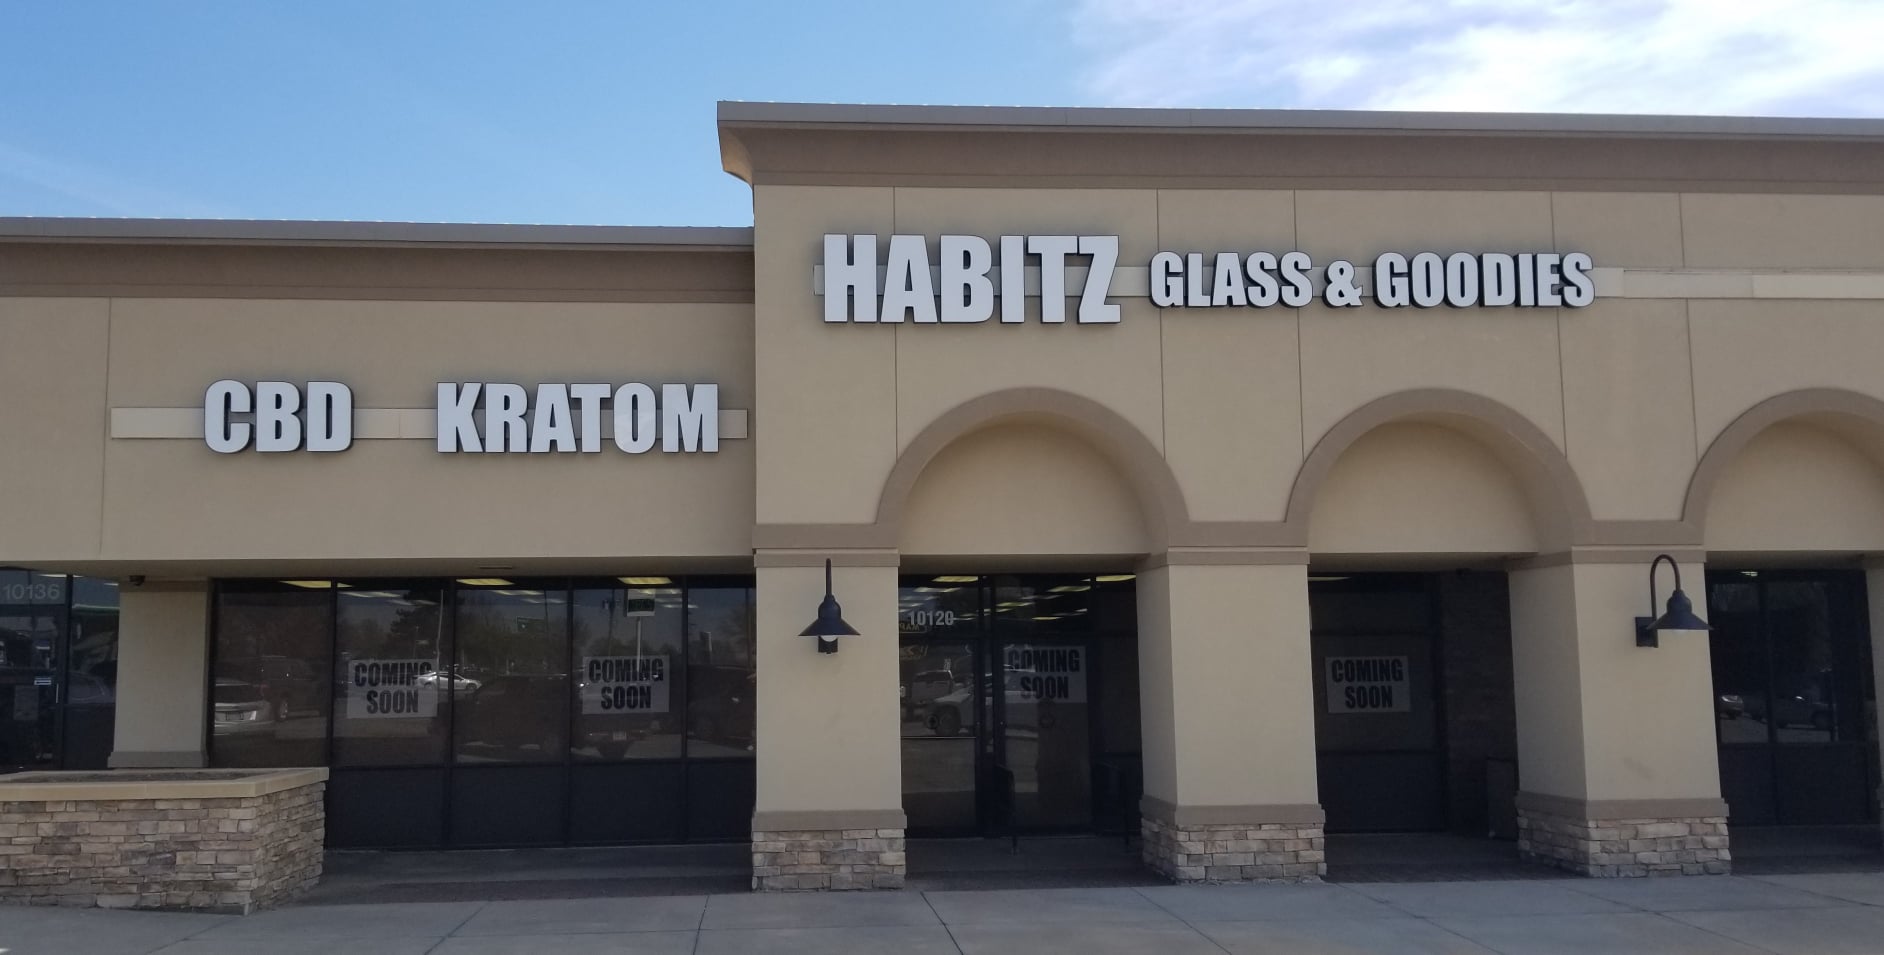 HABITZ GLASS & GOODIES
CBD KRATOM
10136
10120
COMING
SOON
COMING
SOON
COMING
SOON
COMING
SOON